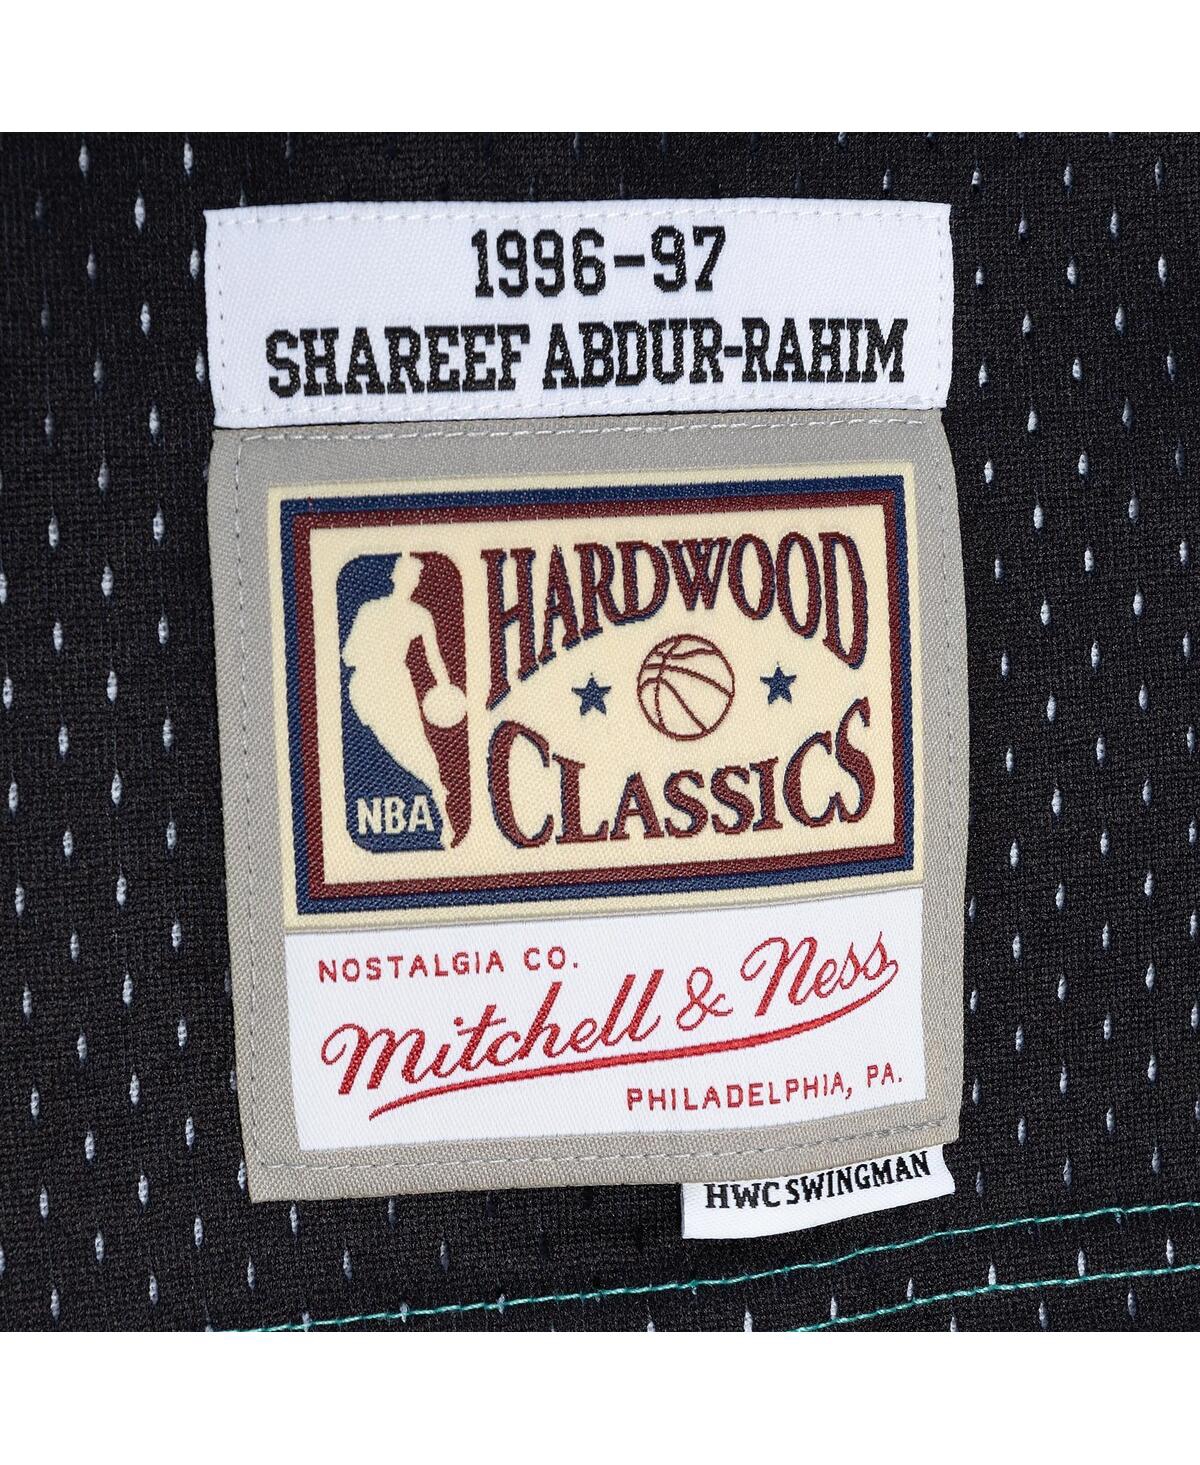 1996-97
SHAREEF ABDUR-RAHIM
HARDWOOD
CLASSICS
NBA
NOSTALGIA CO.
Mitchell & Ness
PHILADELPHIA, PA.
HWC SWINGMAN